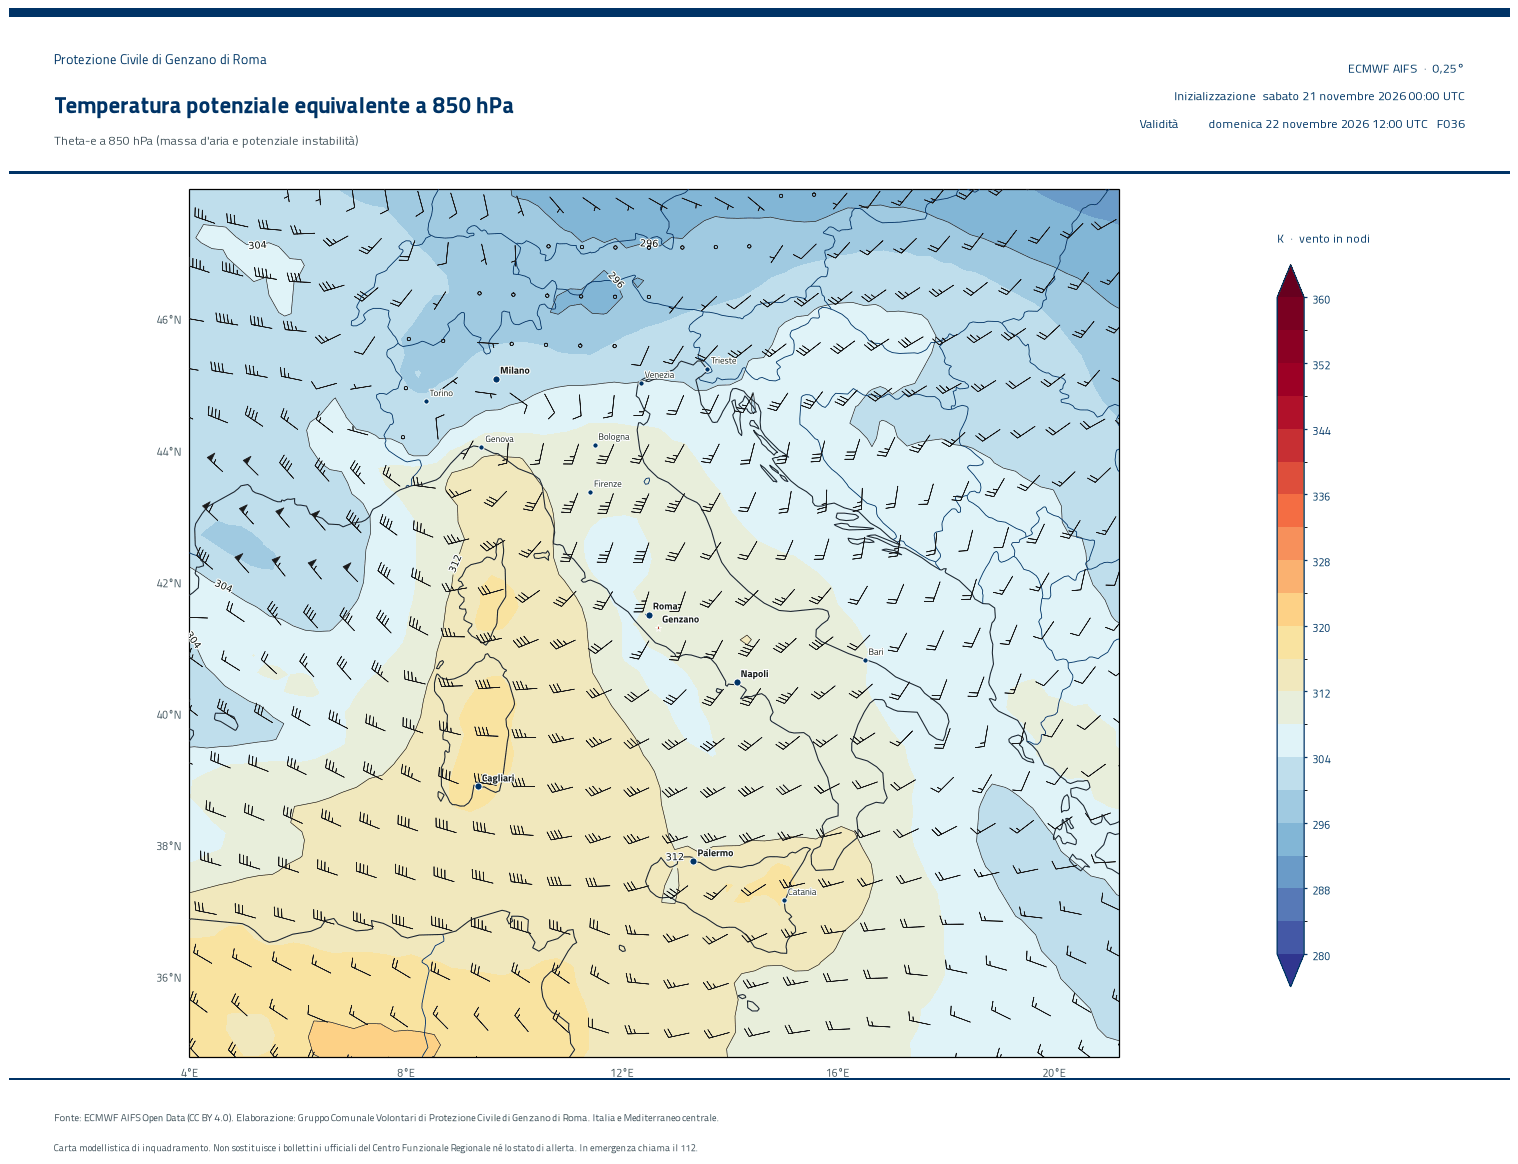 Protezione Civile di Genzano di Roma
Temperatura potenziale equivalente a 850 hPa
Theta-e a 850 hPa (massa d'aria e potenziale instabilità)
ECMWF AIFS · 0,25°
Inizializzazione sabato 21 novembre 2026 00:00 UTC
Validità domenica 22 novembre 2026 12:00 UTC F036
K · vento in nodi
360
352
344
336
328
320
312
304
296
288
280
46°N
44°N
42°N
40°N
38°N
36°N
4°E
8°E
12°E
16°E
20°E
304
296
296
Trieste
Milano
Venezia
Torino
Genova
Bologna
Firenze
312
304
304
Roma
Genzano
Bari
Napoli
Cagliari
312
Palermo
Catania
Fonte: ECMWF AIFS Open Data (CC BY 4.0). Elaborazione: Gruppo Comunale Volontari di Protezione Civile di Genzano di Roma. Italia e Mediterraneo centrale.
Carta modellistica di inquadramento. Non sostituisce i bollettini ufficiali del Centro Funzionale Regionale né lo stato di allerta. In emergenza chiama il 112.